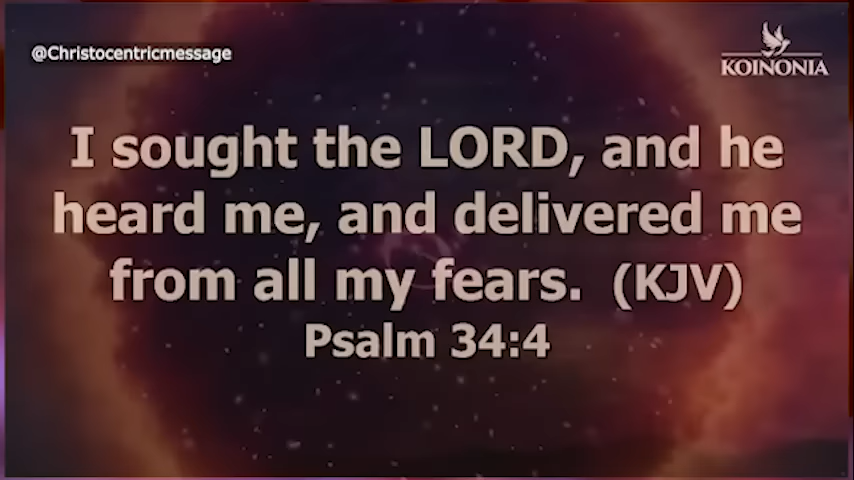 @Christocentricmessage
KOINONIA
I sought the LORD, and he
heard me, and delivered me
from all my fears. (KJV)
Psalm 34:4